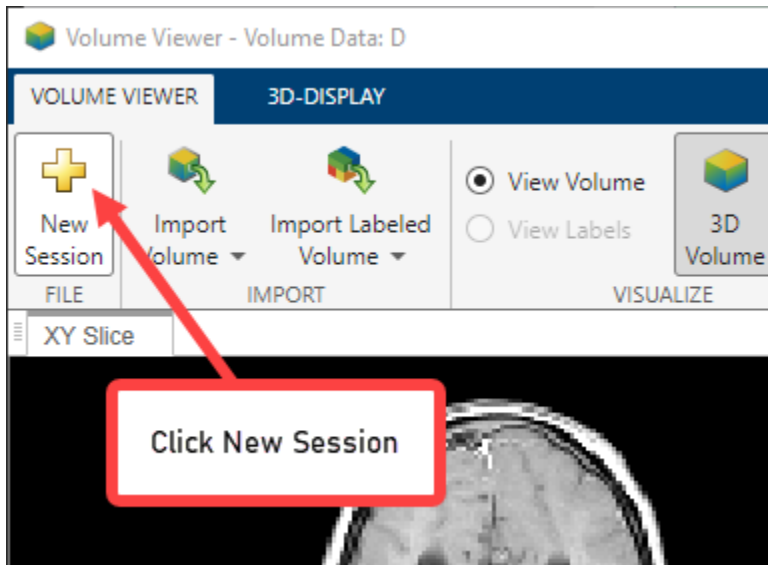 Volume Viewer - Volume Data: D
VOLUME VIEWER 3D-DISPLAY
New Session
Import Volume
Import Labeled Volume
View Volume
View Labels
3D Volume
FILE IMPORT VISUALIZE
XY Slice
Click New Session